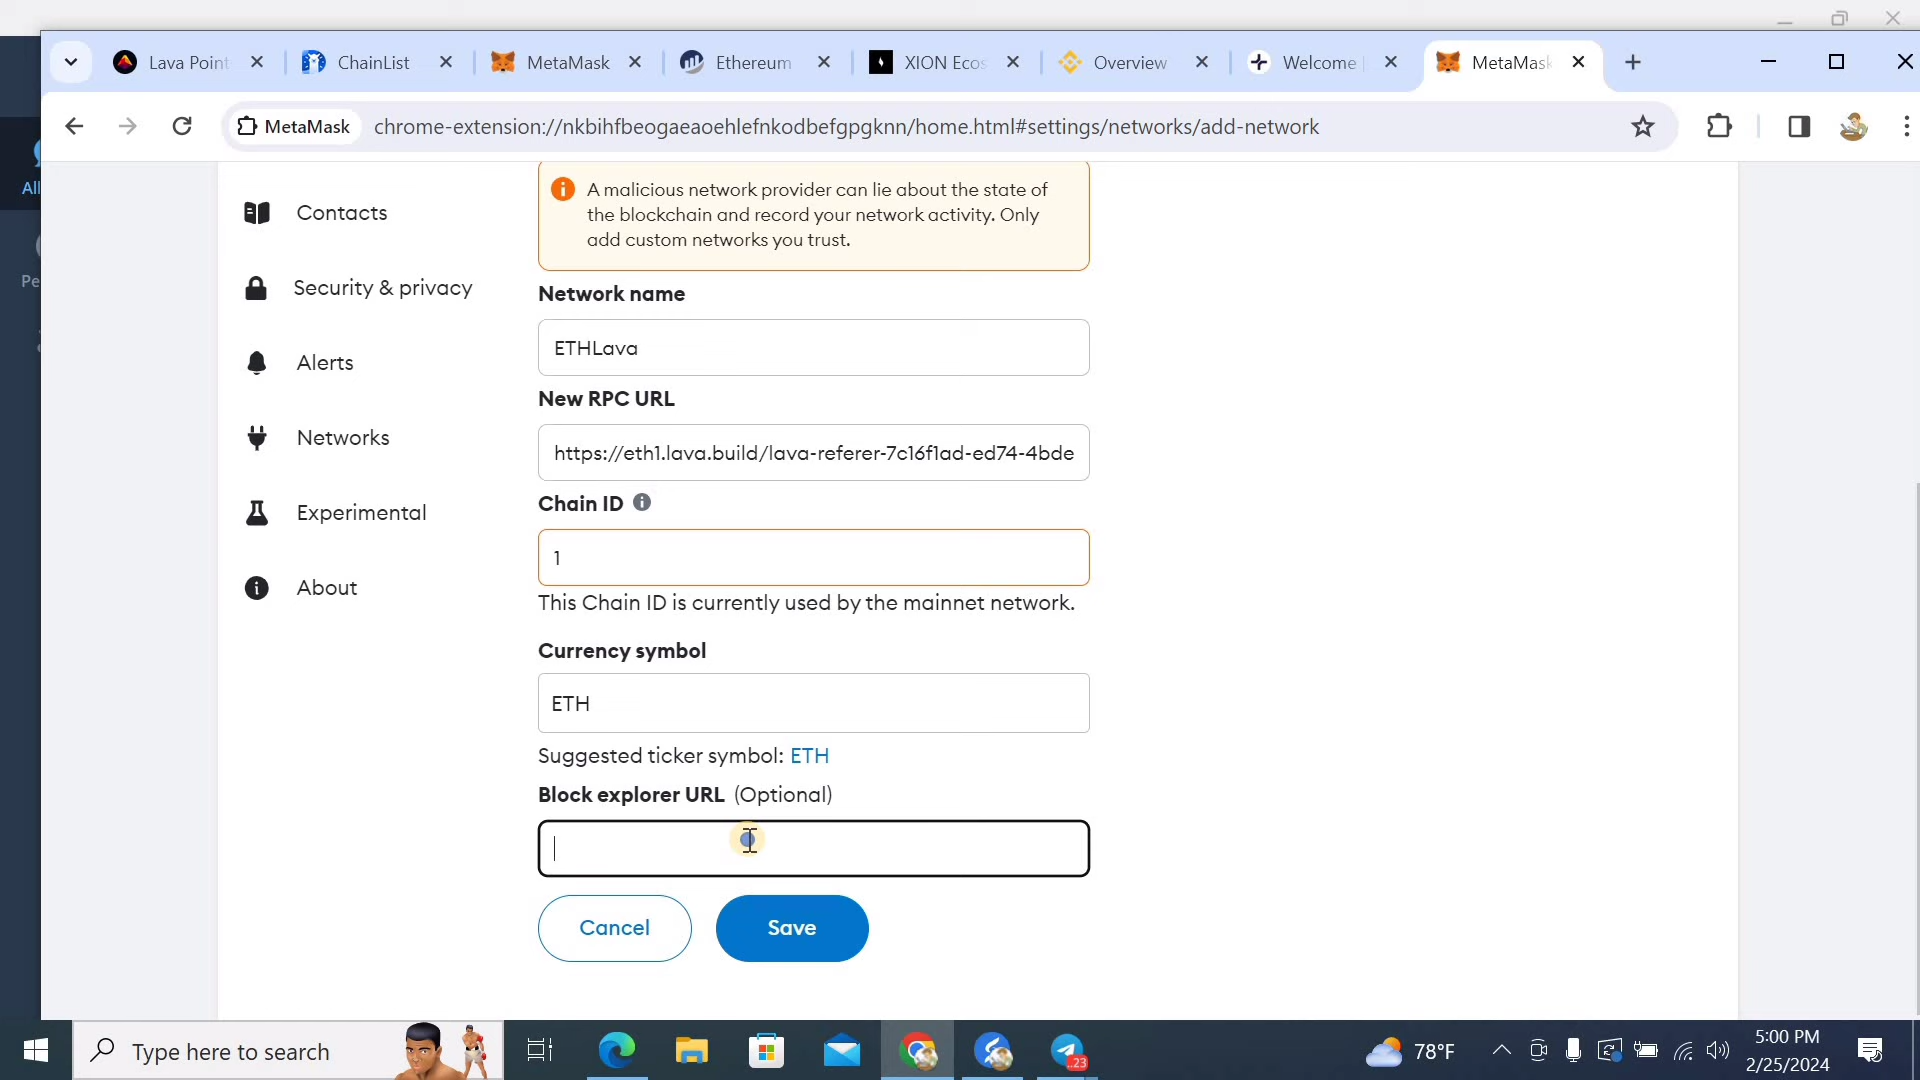 Lava Point
ChainList
MetaMask
Ethereum
XION Ecos
Overview
Welcome
MetaMask
MetaMask
chrome-extension://nkbihfbeogaeaoehlefnkodbefgpgknn/home.html#settings/networks/add-network
All
Pe
Contacts
Security & privacy
Alerts
Networks
Experimental
About
A malicious network provider can lie about the state of
the blockchain and record your network activity. Only
add custom networks you trust.
Network name
ETHLava
New RPC URL
https://eth1.lava.build/lava-referer-7c16f1ad-ed74-4bde
Chain ID
1
This Chain ID is currently used by the mainnet network.
Currency symbol
ETH
Suggested ticker symbol: ETH
Block explorer URL (Optional)
Cancel
Save
Type here to search
23
78°F
5:00 PM
2/25/2024